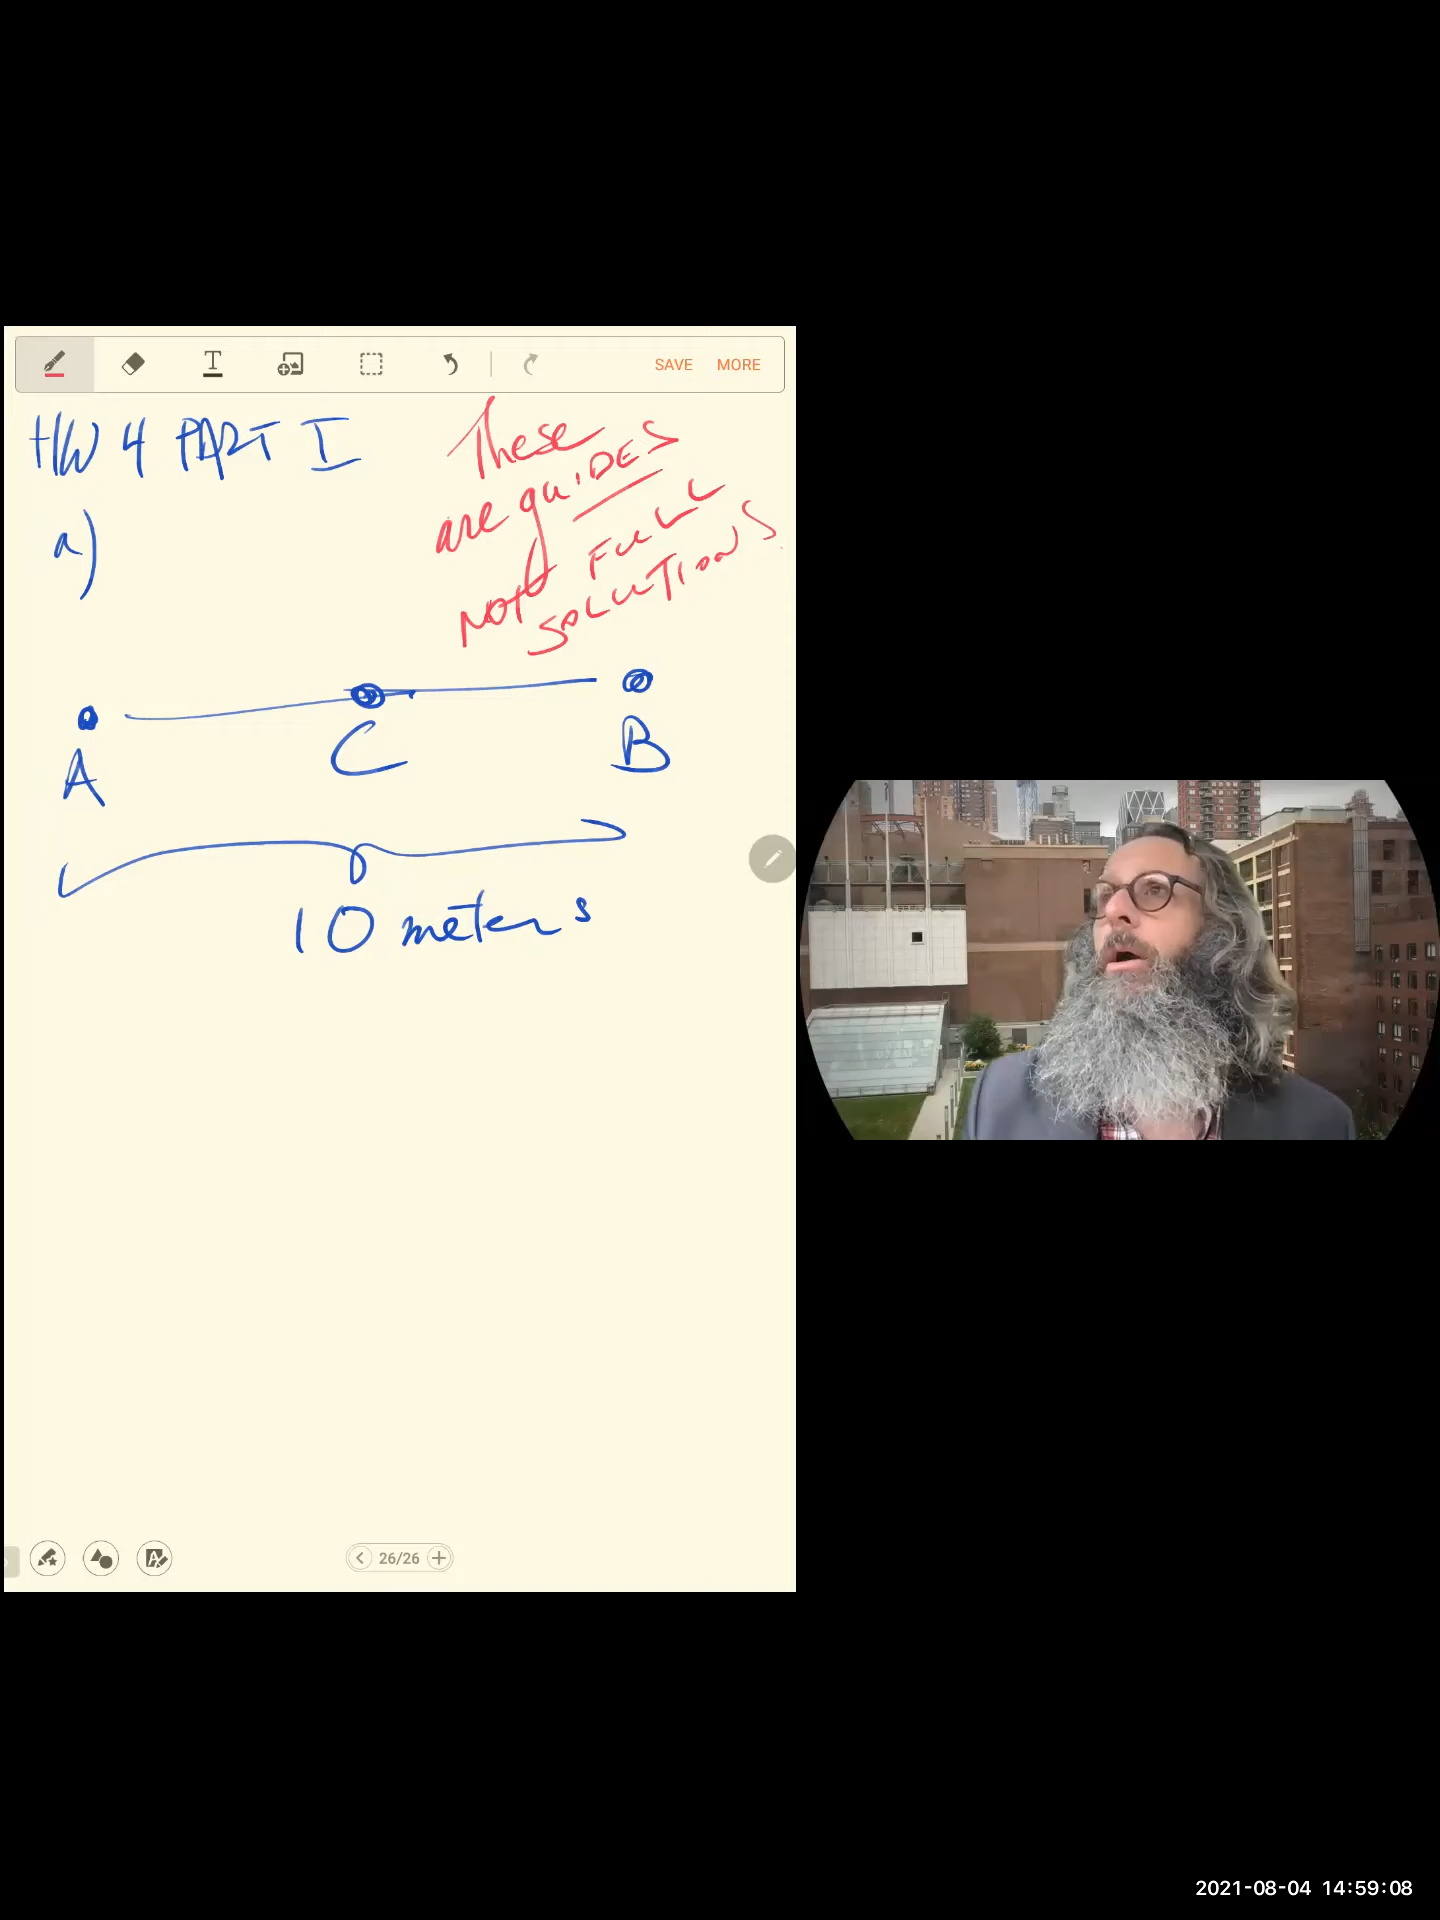 SAVE MORE
HW 4 PART I
These
are guiDES
Not FULL
SOLUTIONS
a)
A C B
10 meters
26/26
2021-08-04 14:59:08